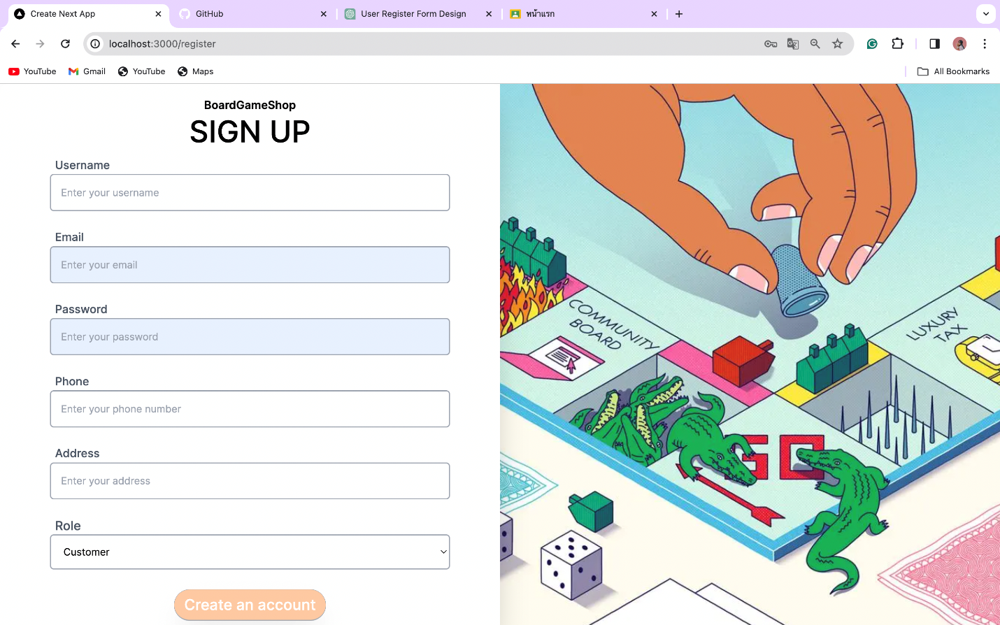 Create Next App
GitHub
User Register Form Design
หน้าแรก
localhost:3000/register
YouTube
Gmail
YouTube
Maps
All Bookmarks
BoardGameShop
SIGN UP
Username
Enter your username
Email
Enter your email
Password
Enter your password
Phone
Enter your phone number
Address
Enter your address
Role
Customer
Create an account
COMMUNITY
BOARD
LUXURY
TAX
GO